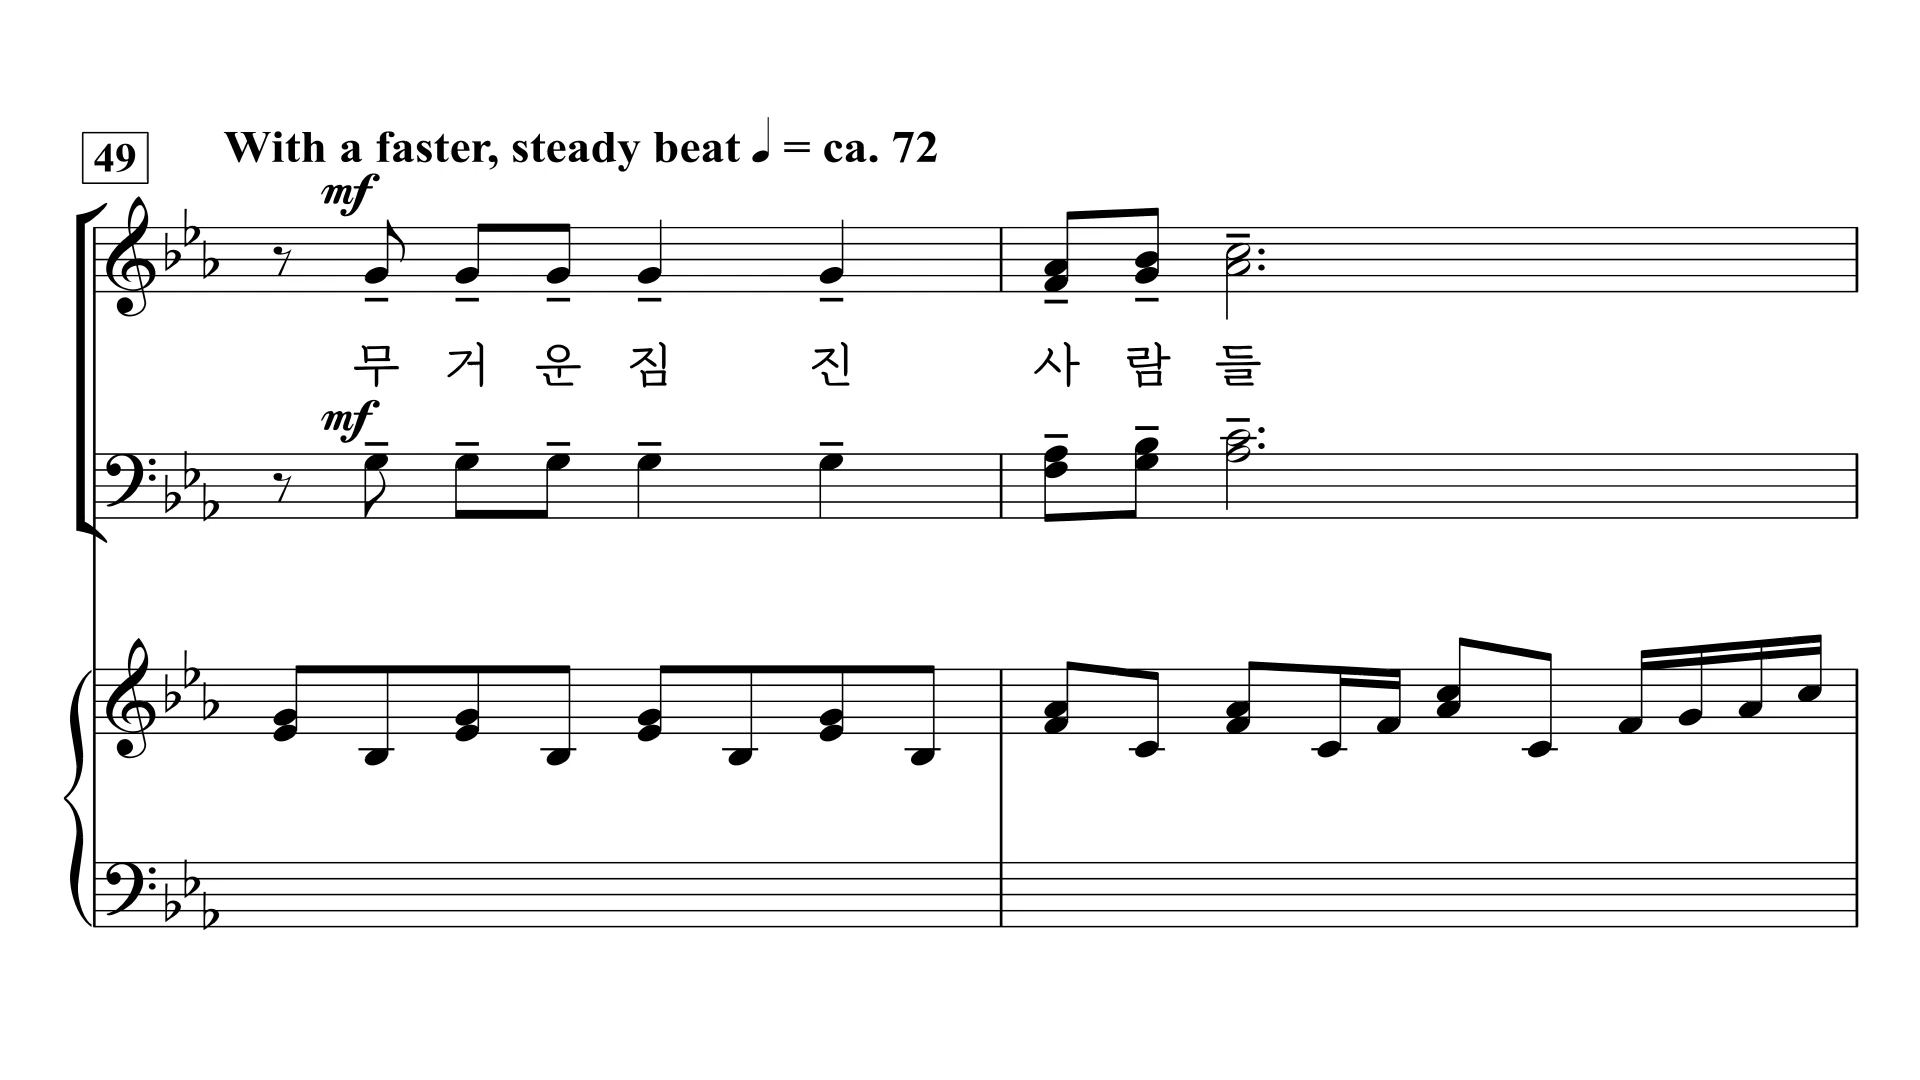 49 With a faster, steady beat ♩ = ca. 72
mf
무 거 운 짐 진 사 람 들
mf